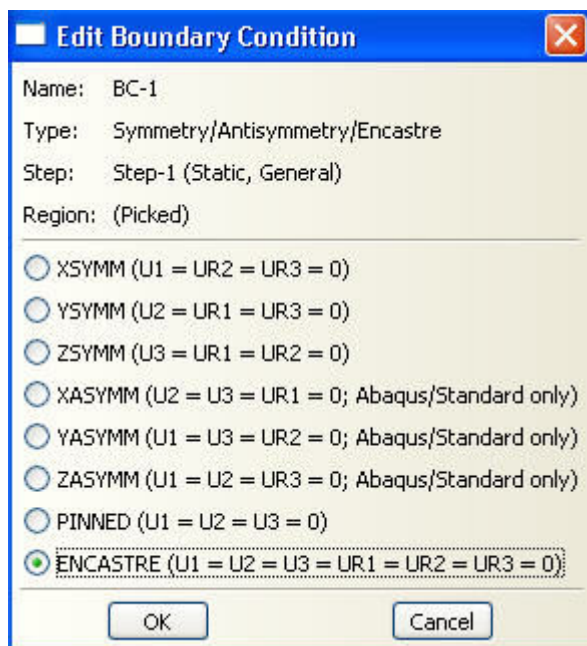 Edit Boundary Condition
Name: BC-1
Type: Symmetry/Antisymmetry/Encastre
Step: Step-1 (Static, General)
Region: (Picked)
XSYMM (U1 = UR2 = UR3 = 0)
YSYMM (U2 = UR1 = UR3 = 0)
ZSYMM (U3 = UR1 = UR2 = 0)
XASYMM (U2 = U3 = UR1 = 0; Abaqus/Standard only)
YASYMM (U1 = U3 = UR2 = 0; Abaqus/Standard only)
ZASYMM (U1 = U2 = UR3 = 0; Abaqus/Standard only)
PINNED (U1 = U2 = U3 = 0)
ENCASTRE (U1 = U2 = U3 = UR1 = UR2 = UR3 = 0)
OK Cancel